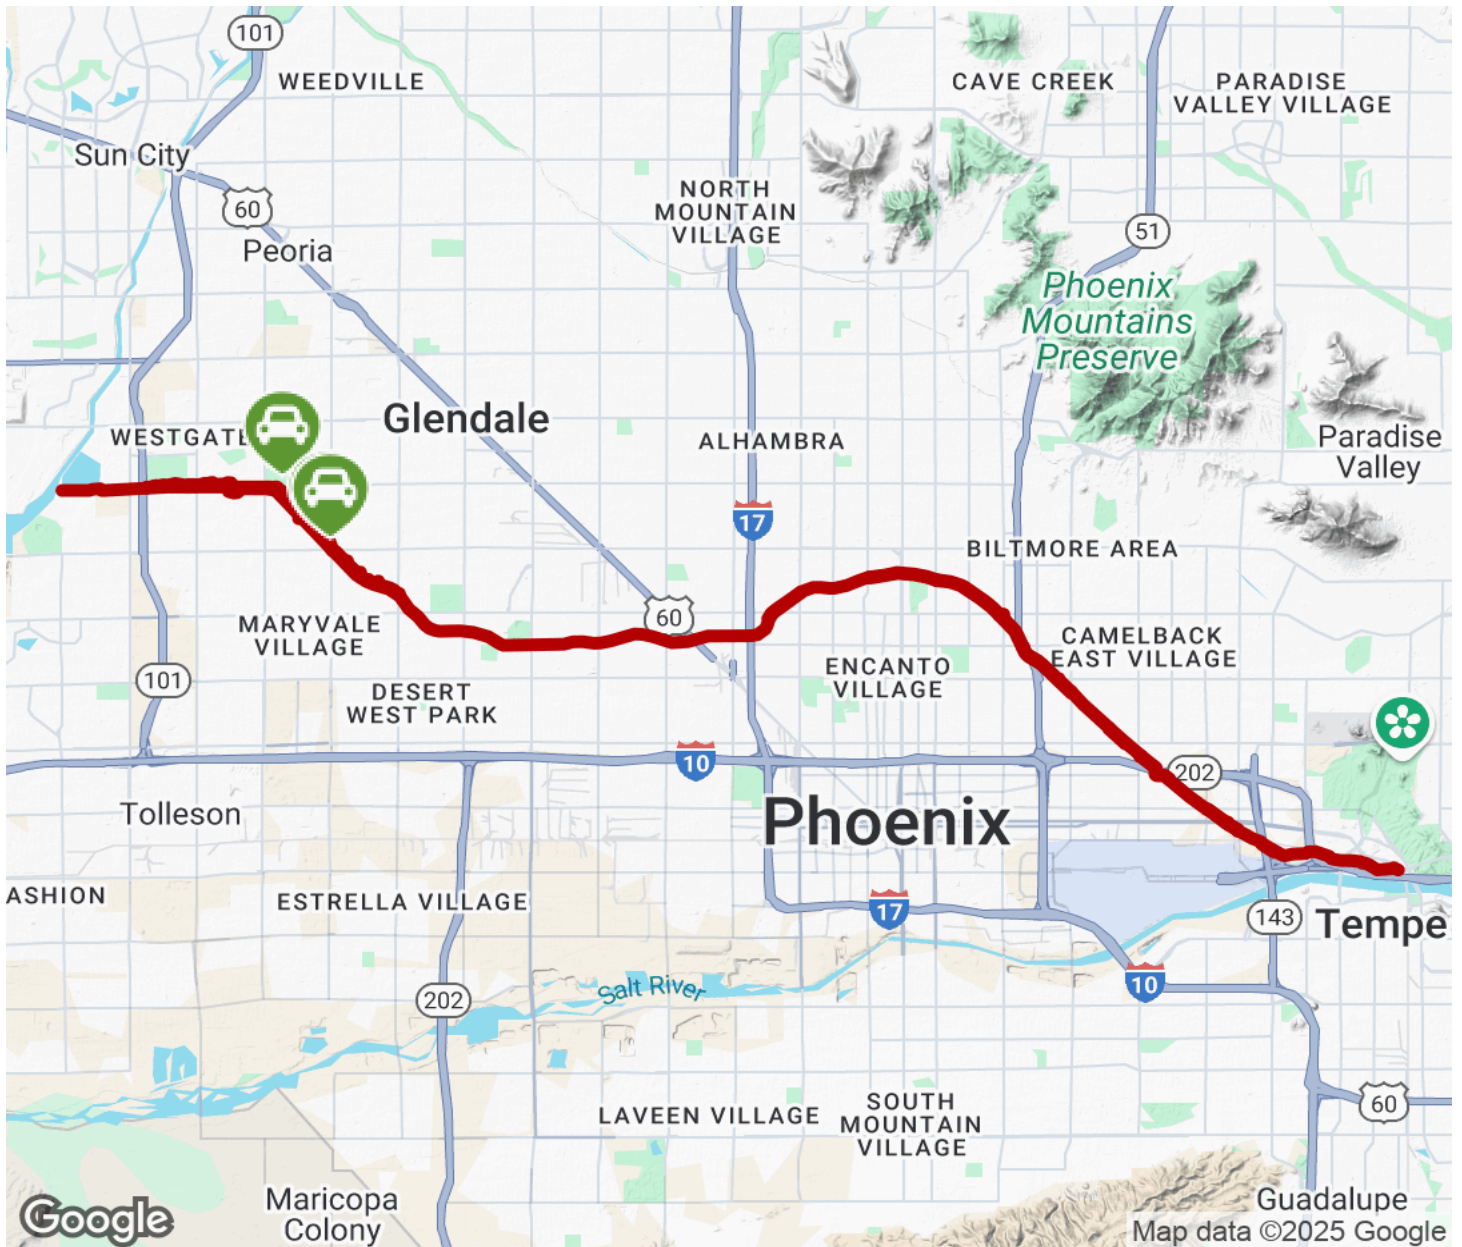 101
WEEDVILLE
CAVE CREEK
PARADISE
VALLEY VILLAGE
Sun City
60
NORTH
MOUNTAIN
VILLAGE
51
Peoria
Phoenix
Mountains
Preserve
Glendale
WESTGATE
ALHAMBRA
Paradise
Valley
17
BILTMORE AREA
60
MARYVALE
VILLAGE
CAMELBACK
EAST VILLAGE
ENCANTO
VILLAGE
101
DESERT
WEST PARK
10
202
Tolleson
Phoenix
ASHION
ESTRELLA VILLAGE
17
143
Tempe
10
Salt River
202
60
LAVEEN VILLAGE
SOUTH
MOUNTAIN
VILLAGE
Maricopa
Colony
Guadalupe
Google
Map data ©2025 Google